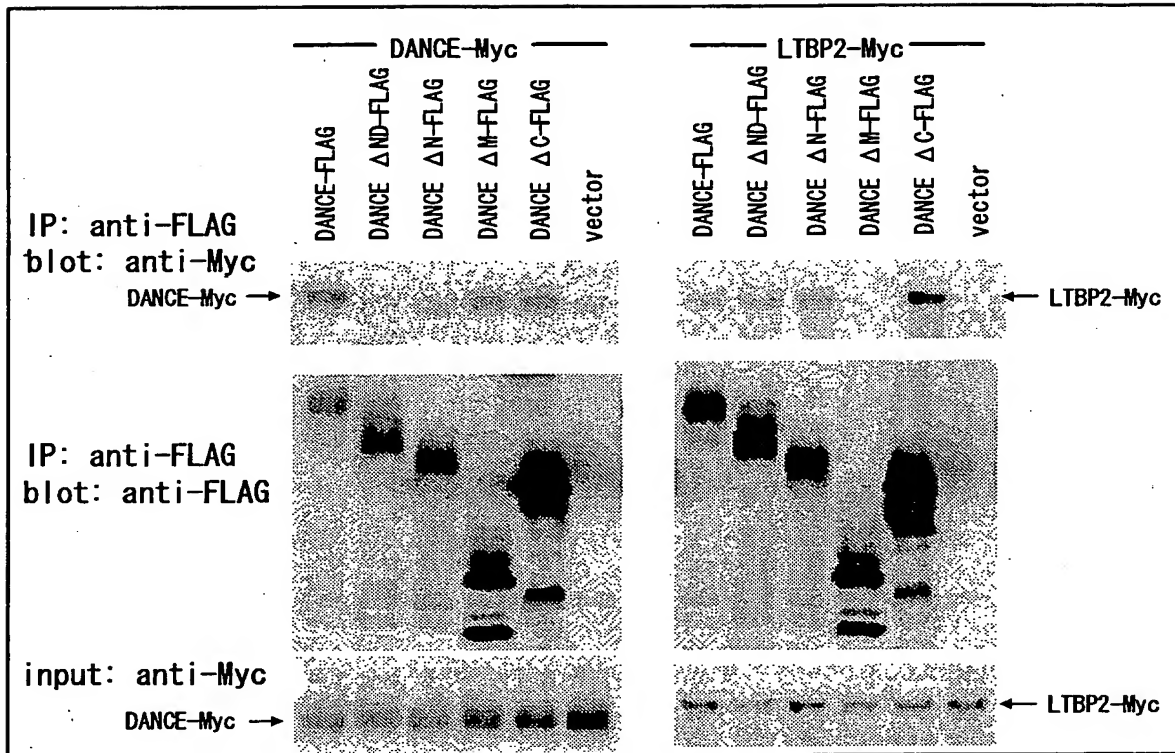 DANCE-Myc
LTBP2-Myc
DANCE-FLAG
DANCE ΔND-FLAG
DANCE ΔN-FLAG
DANCE ΔM-FLAG
DANCE ΔC-FLAG
vector
DANCE-FLAG
DANCE ΔND-FLAG
DANCE ΔN-FLAG
DANCE ΔM-FLAG
DANCE ΔC-FLAG
vector
IP: anti-FLAG
blot: anti-Myc
DANCE-Myc →
← LTBP2-Myc
IP: anti-FLAG
blot: anti-FLAG
input: anti-Myc
DANCE-Myc →
← LTBP2-Myc